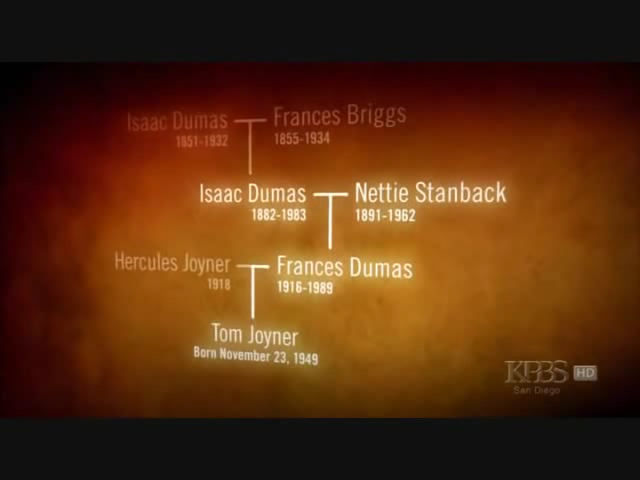 Isaac Dumas
1851-1932
Frances Briggs
1855-1934
Isaac Dumas
1882-1983
Nettie Stanback
1891-1962
Hercules Joyner
1918
Frances Dumas
1916-1989
Tom Joyner
Born November 23, 1949
KPBS HD
San Diego